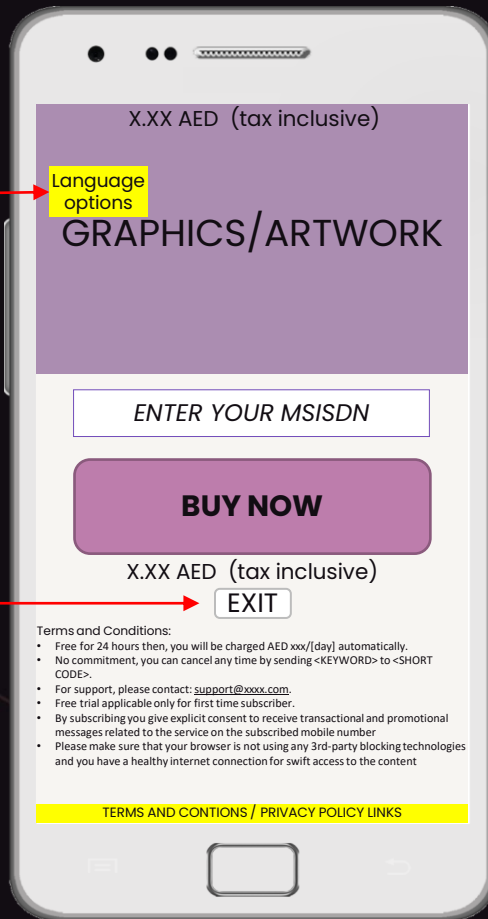 X.XX AED (tax inclusive)
Language
options
GRAPHICS/ARTWORK
ENTER YOUR MSISDN
BUY NOW
X.XX AED (tax inclusive)
EXIT
Terms and Conditions:
• Free for 24 hours then, you will be charged AED xxx/[day] automatically.
• No commitment, you can cancel any time by sending <KEYWORD> to <SHORT
CODE>.
• For support, please contact: support@xxxx.com.
• Free trial applicable only for first time subscriber.
• By subscribing you give explicit consent to receive transactional and promotional
messages related to the service on the subscribed mobile number
• Please make sure that your browser is not using any 3rd-party blocking technologies
and you have a healthy internet connection for swift access to the content
TERMS AND CONTIONS / PRIVACY POLICY LINKS